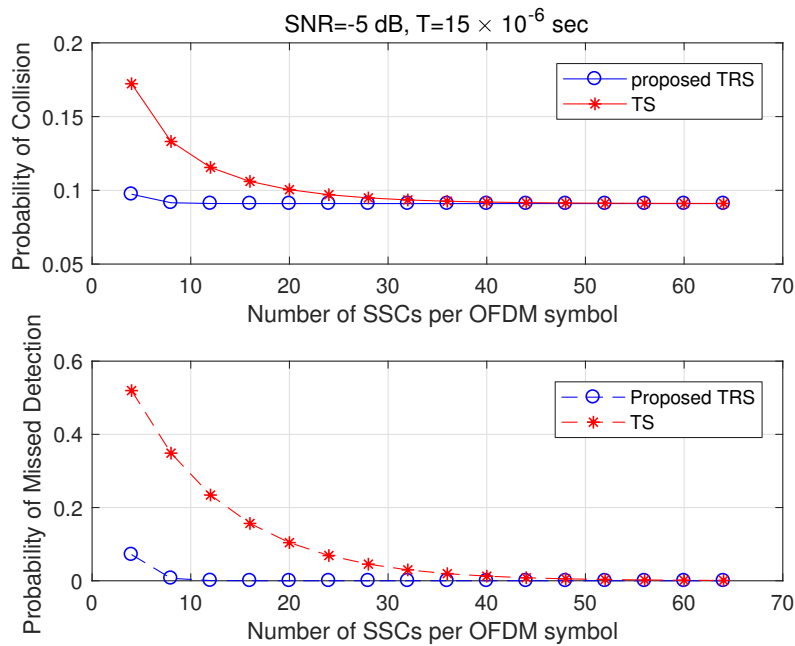 SNR=-5 dB, T=15 × 10⁻⁶ sec
Probability of Collision
0.2
0.15
0.1
0.05
proposed TRS
TS
0 10 20 30 40 50 60 70
Number of SSCs per OFDM symbol
Probability of Missed Detection
0.6
0.4
0.2
0
Proposed TRS
TS
0 10 20 30 40 50 60 70
Number of SSCs per OFDM symbol